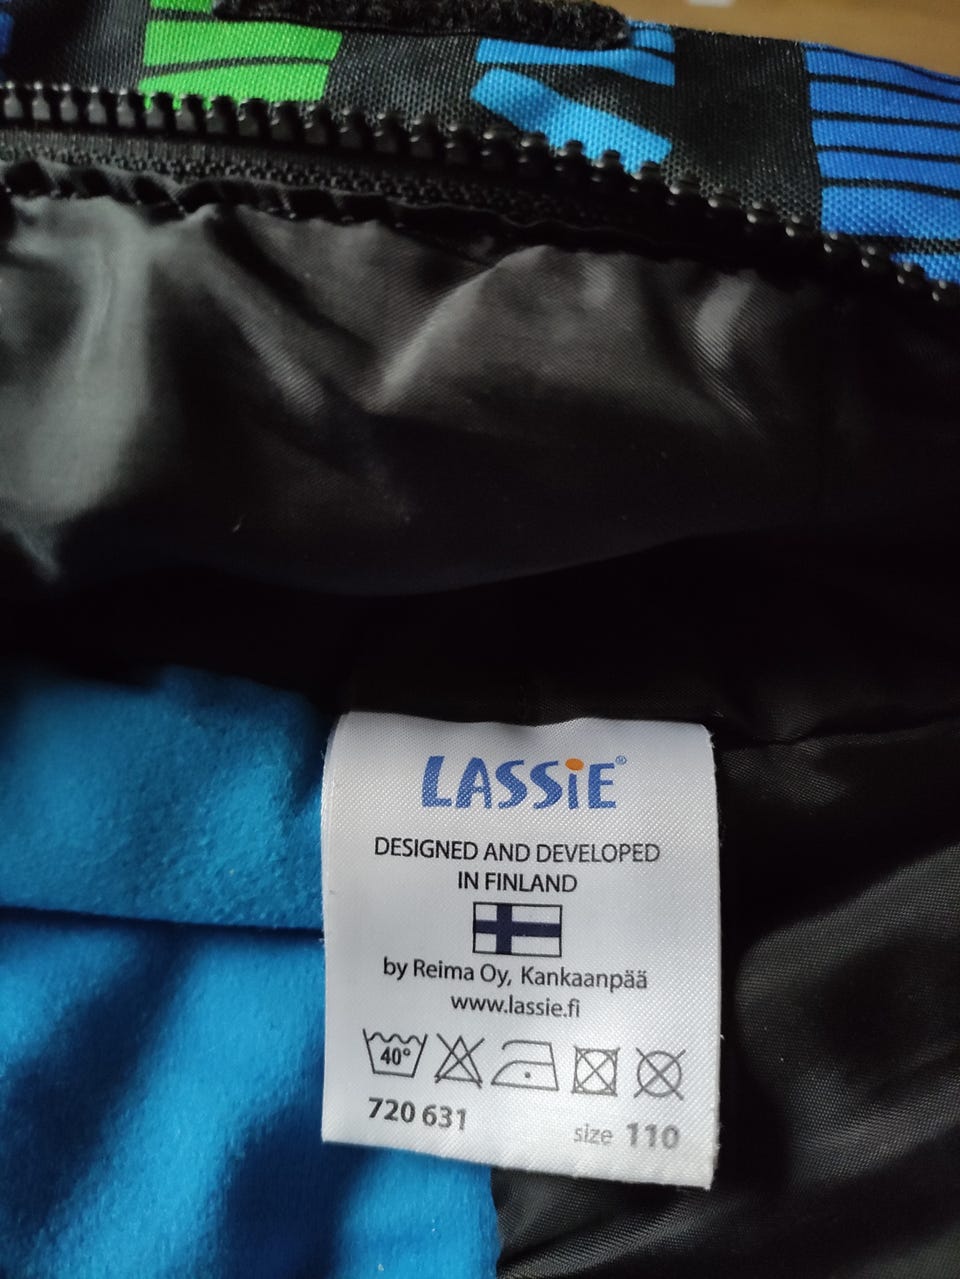 LASSiE®
DESIGNED AND DEVELOPED
IN FINLAND
by Reima Oy, Kankaanpää
www.lassie.fi
40°
720 631
size 110